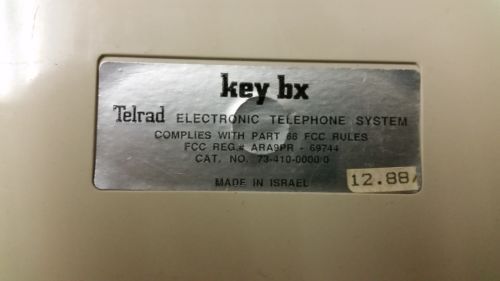 key bx
Telrad ELECTRONIC TELEPHONE SYSTEM
COMPLIES WITH PART 68 FCC RULES
FCC REG.# ARA9PR - 69744
CAT. NO. 73-410-0000/0
MADE IN ISRAEL
12.88